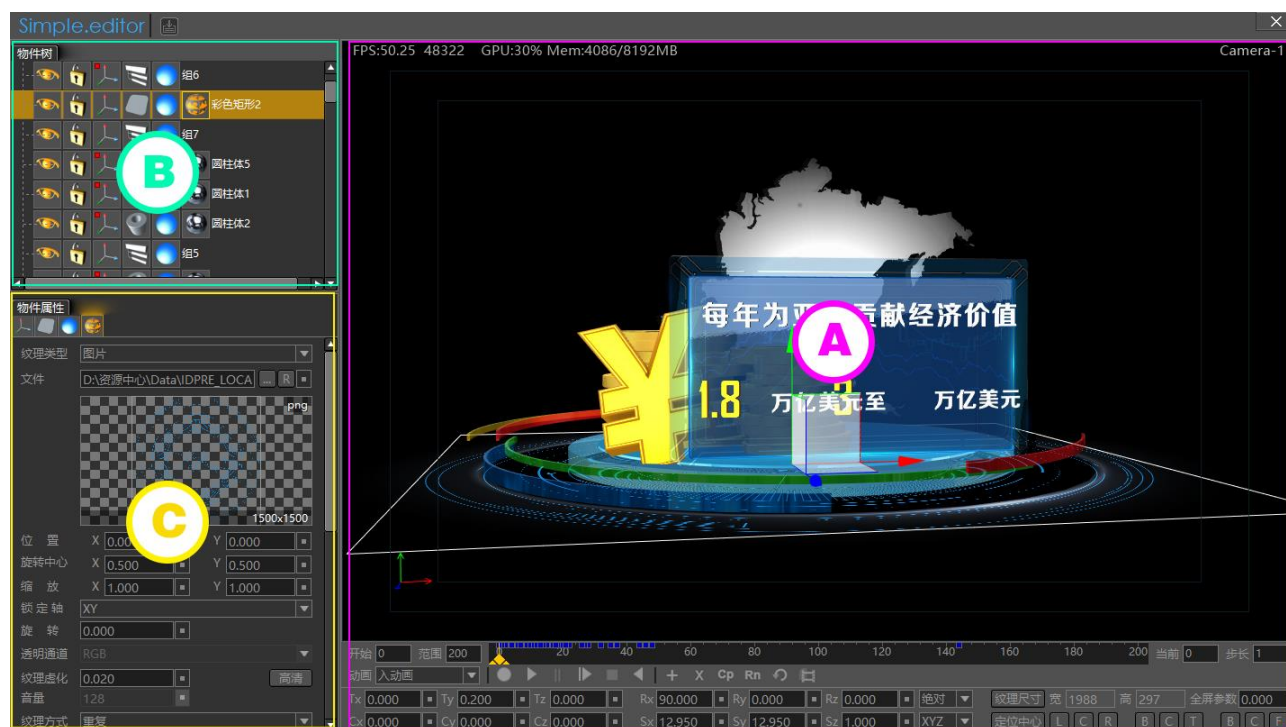 Simple.editor
物件树
组6
彩色矩形2
组7
圆柱体5
圆柱体1
圆柱体2
组5
B
物件属性
纹理类型 图片
文件 D:\资源中心\Data\IDPRE_LOCA ... R
png
1500x1500
C
位 置 X 0.00 Y 0.000
旋转中心 X 0.500 Y 0.500
缩 放 X 1.000 Y 1.000
锁定轴 XY
旋 转 0.000
透明通道 RGB
纹理虚化 0.020 高清
音量 128
纹理方式 重复
FPS:50.25 48322 GPU:30% Mem:4086/8192MB
Camera-1
每年为亚 贡献经济价值
A
¥
1.8 万亿美元至 万亿美元
开始 0 范围 200 20 40 60 80 100 120 140 160 180 200 当前 0 步长 1
动画 入动画 + X Cp Rn
Tx 0.000 Ty 0.200 Tz 0.000 Rx 90.000 Ry 0.000 Rz 0.000 绝对 纹理尺寸 宽 1988 高 297 全屏参数 0.000
Cx 0.000 Cy 0.000 Cz 0.000 Sx 12.950 Sy 12.950 Sz 1.000 XYZ 定位中心 L C R B C T B C